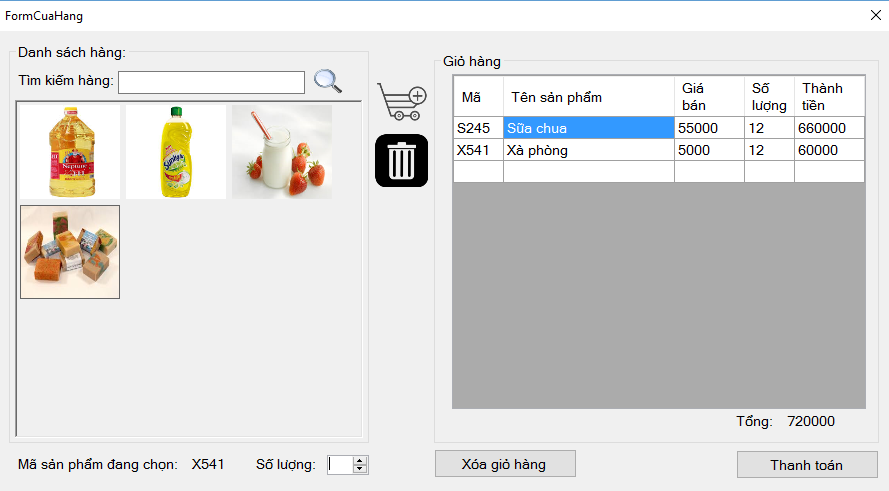 FormCuaHang
Danh sách hàng:
Tìm kiếm hàng:
Neptune
Sunlight
Mã sản phẩm đang chọn: X541 Số lượng:
Giỏ hàng
Mã Tên sản phẩm Giá bán Số lượng Thành tiền
S245 Sữa chua 55000 12 660000
X541 Xà phòng 5000 12 60000
Tổng: 720000
Xóa giỏ hàng
Thanh toán